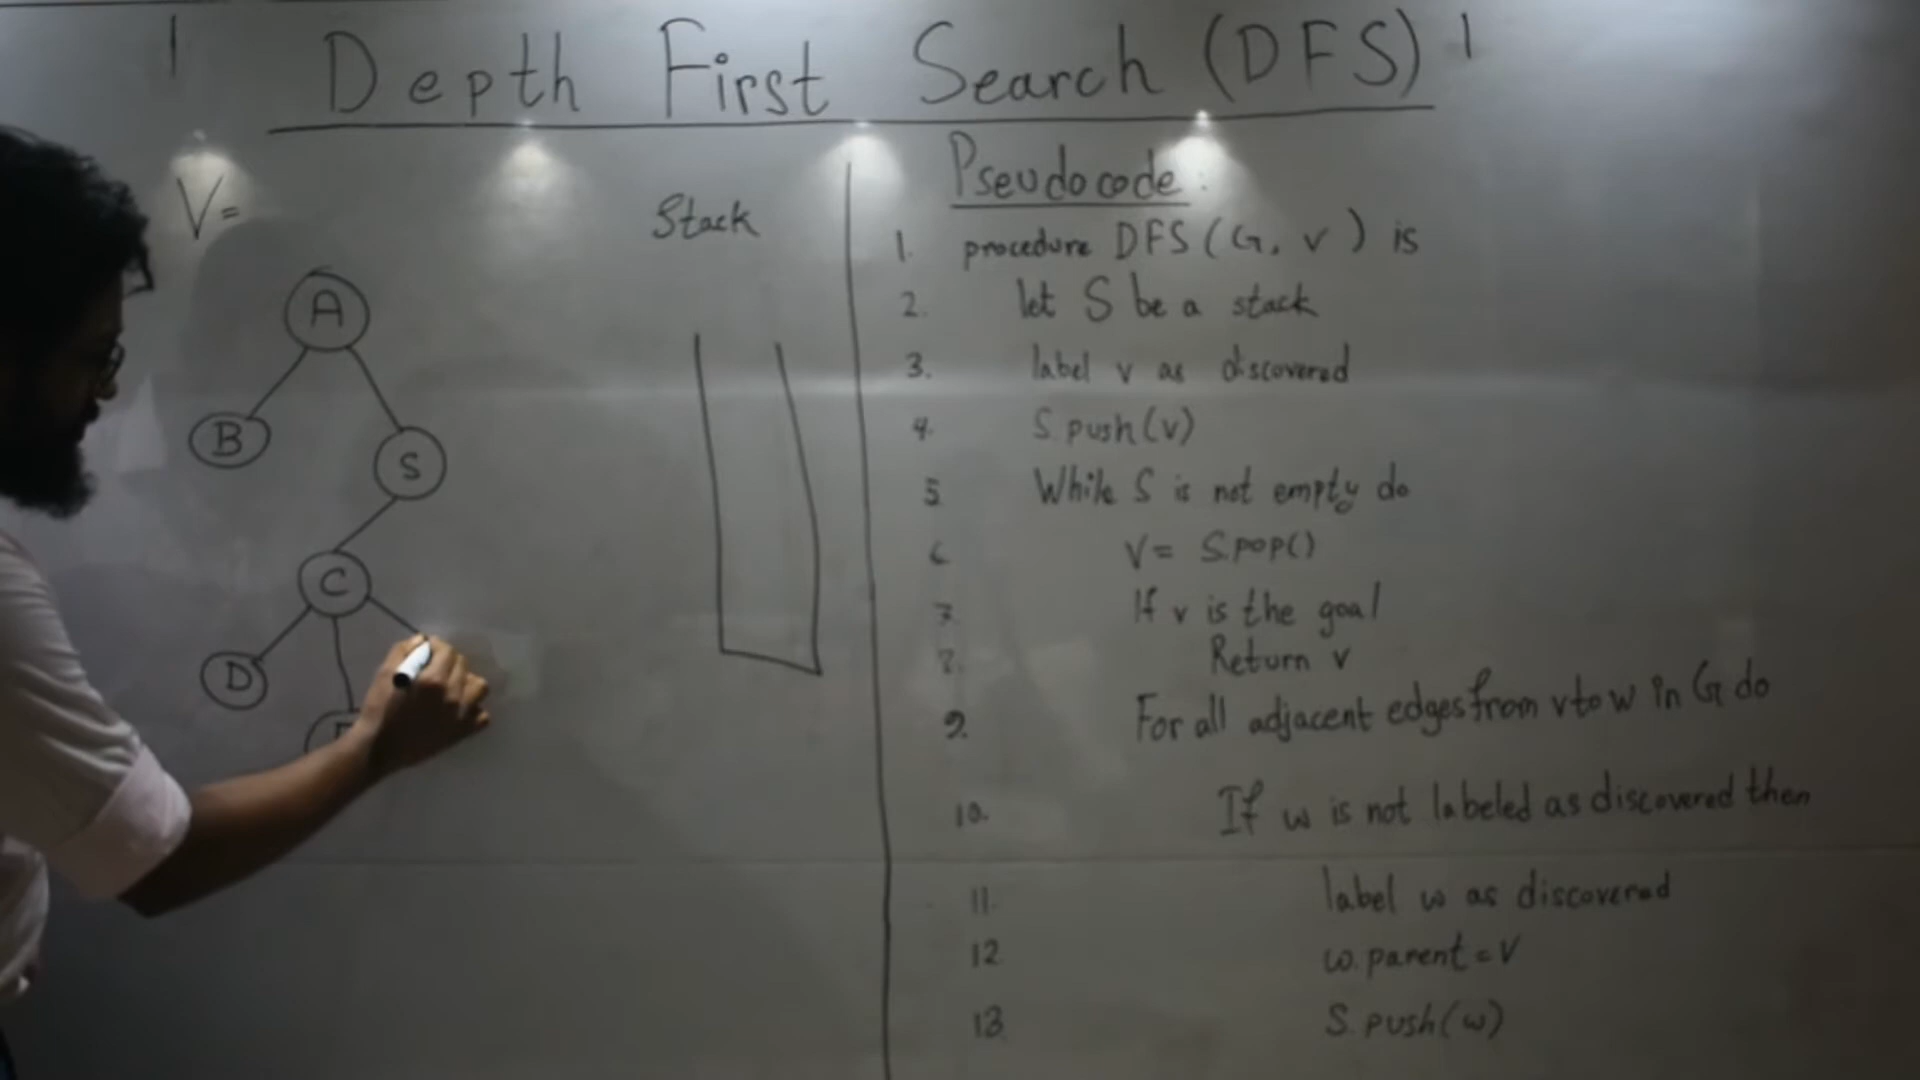 Depth First Search (DFS)
V=
A
B
S
C
D
Stack
Pseudocode:
1. procedure DFS (G, v) is
2. let S be a stack
3. label v as discovered
4. S.push(v)
5 While S is not empty do
6 V= S.POP()
7. If v is the goal
Return v
9. For all adjacent edges from v to w in G do
10. If w is not labeled as discovered then
11. label w as discovered
12 w.parent=V
13 S.push(w)